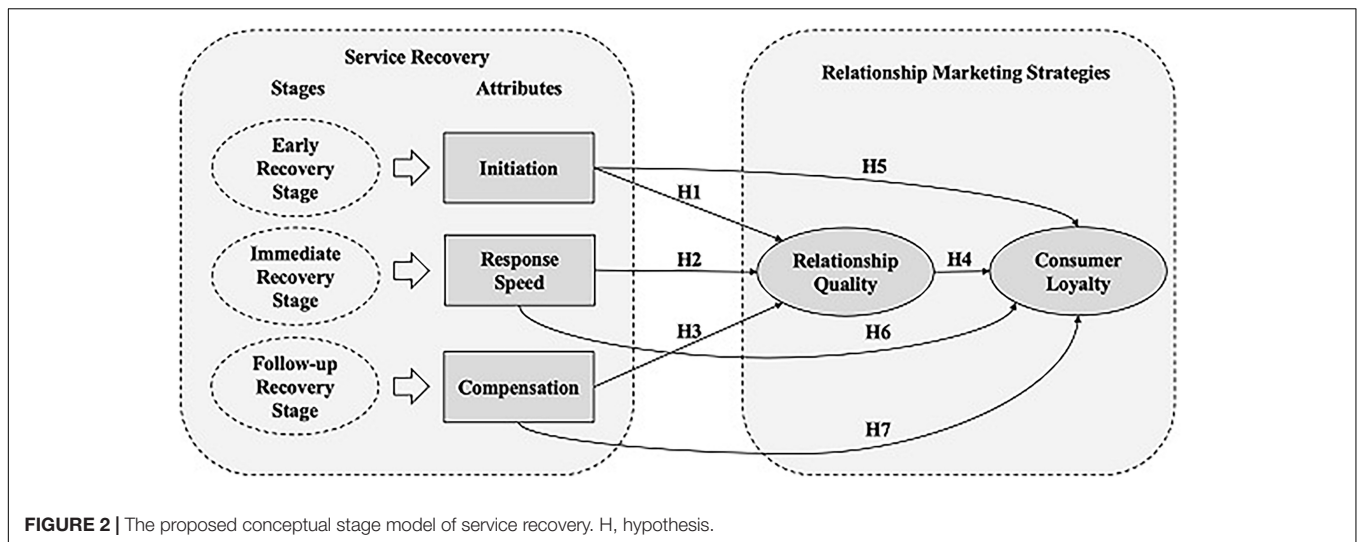 Service Recovery
Relationship Marketing Strategies
Stages
Attributes
Early
Recovery
Stage
Initiation
H5
H1
Immediate
Recovery
Stage
Response
Speed
H2
Relationship
Quality
H4
Consumer
Loyalty
H3
H6
Follow-up
Recovery
Stage
Compensation
H7
FIGURE 2 | The proposed conceptual stage model of service recovery. H, hypothesis.